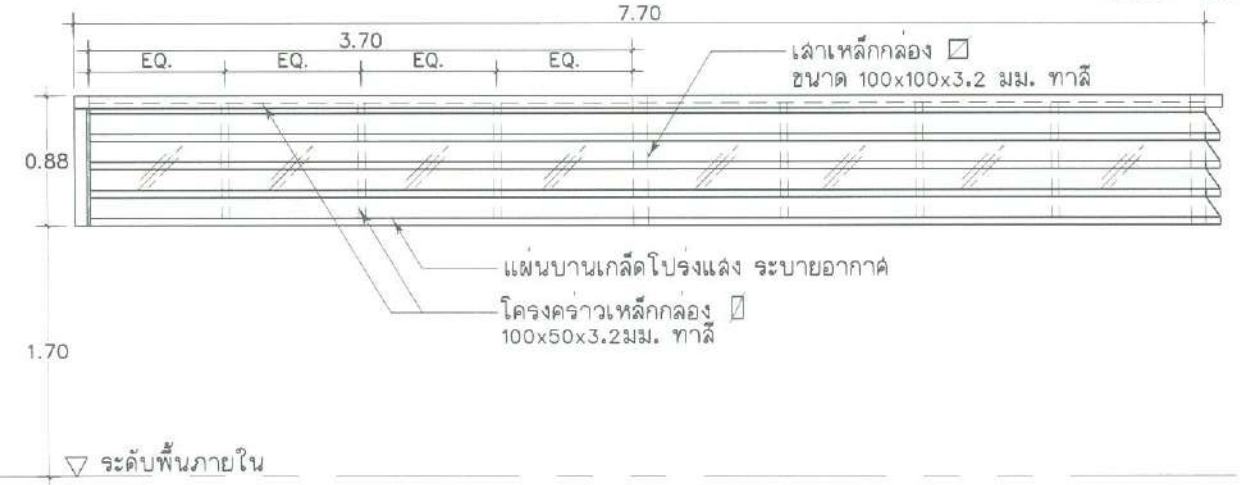 7.70
3.70
EQ. EQ. EQ. EQ.
เสาเหล็กกล่อง
ขนาด 100x100x3.2 มม. ทาสี
0.88
แผ่นบานเกล็ดโปร่งแสง ระบายอากาศ
โครงคร่าวเหล็กกล่อง
100x50x3.2มม. ทาสี
1.70
ระดับพื้นภายใน